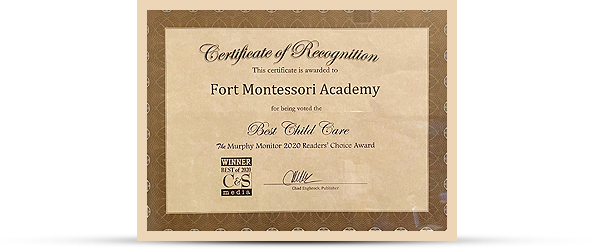 Certificate of Recognition
This certificate is awarded to
Fort Montessori Academy
for being voted the
Best Child Care
The Murphy Monitor 2020 Readers' Choice Award
WINNER
BEST of 2020
C&S
media
Chad Engbrock, Publisher